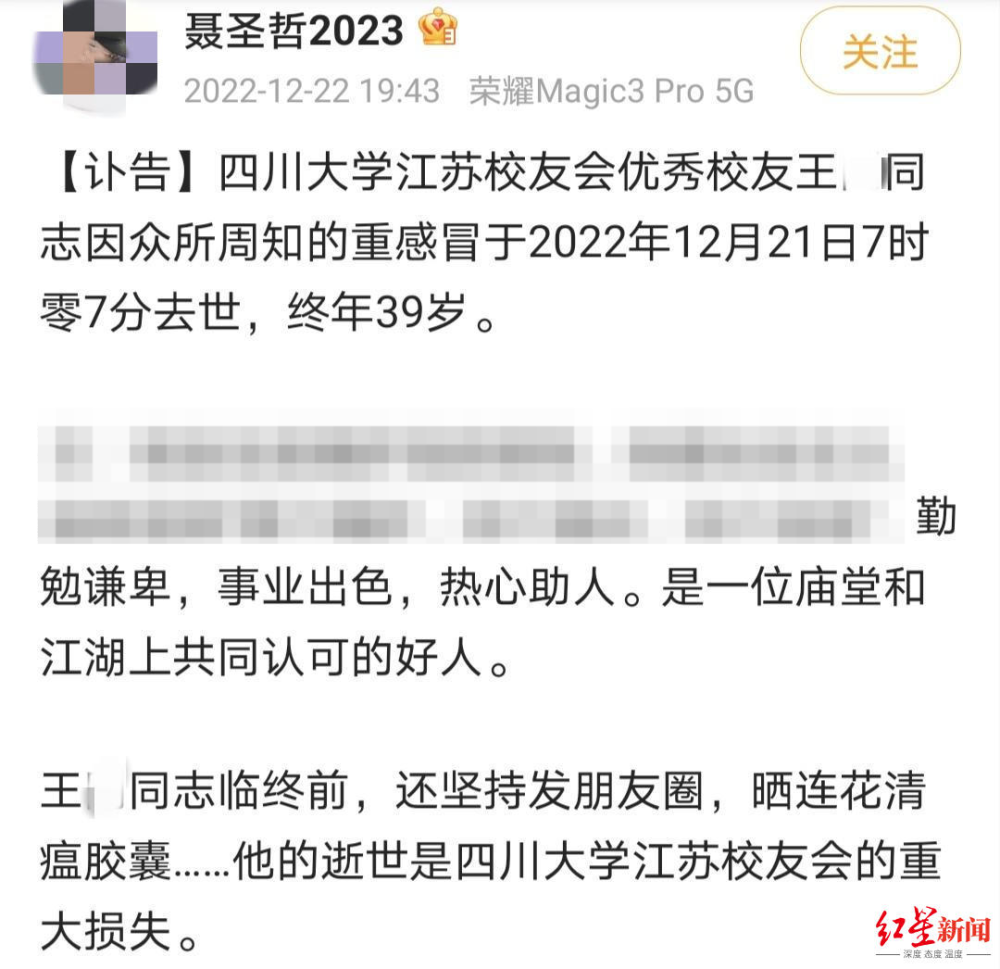 聂圣哲2023
关注
2022-12-22 19:43 荣耀Magic3 Pro 5G
【讣告】四川大学江苏校友会优秀校友王 同
志因众所周知的重感冒于2022年12月21日7时
零7分去世，终年39岁。
勤
勉谦卑，事业出色，热心助人。是一位庙堂和
江湖上共同认可的好人。
王 同志临终前，还坚持发朋友圈，晒连花清
瘟胶囊……他的逝世是四川大学江苏校友会的重
大损失。
红星新闻
深度 态度 温度